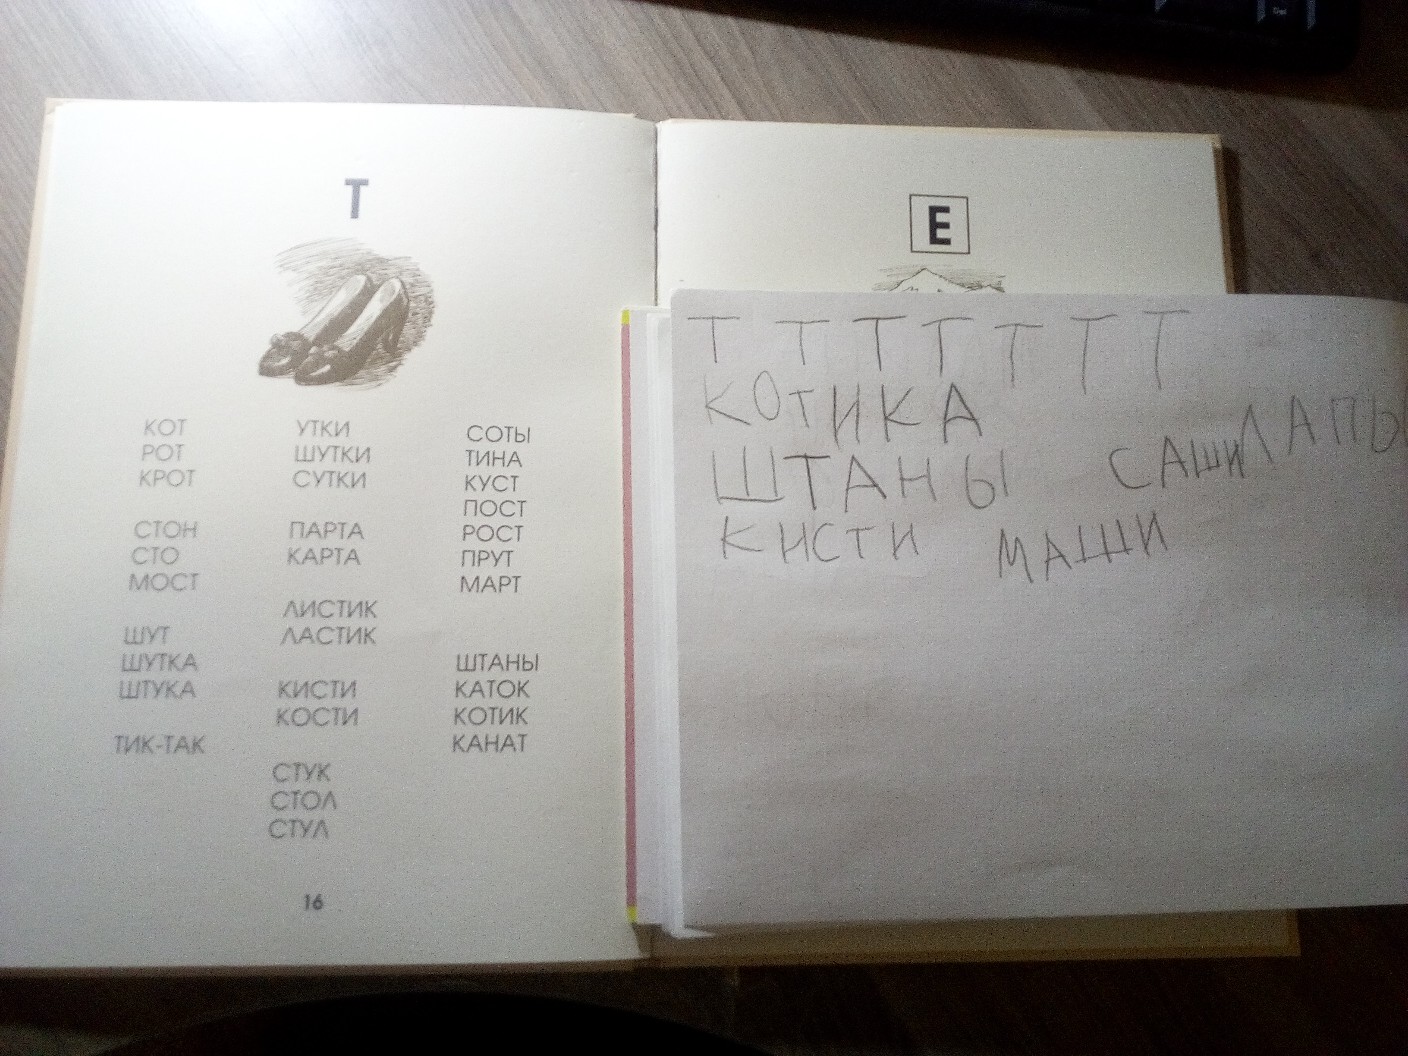 Т
КОТ
РОТ
КРОТ
СТОН
СТО
МОСТ
ШУТ
ШУТКА
ШТУКА
ТИК-ТАК
УТКИ
ШУТКИ
СУТКИ
ПАРТА
КАРТА
ЛИСТИК
ЛАСТИК
КИСТИ
КОСТИ
СТУК
СТОЛ
СТУЛ
СОТЫ
ТИНА
КУСТ
ПОСТ
РОСТ
ПРУТ
МАРТ
ШТАНЫ
КАТОК
КОТИК
КАНАТ
16
Е
Т Т Т Т Т Т Т
КОТИКА
ШТАНЫ САШИ ЛАПЫ
КИСТИ МАШИ